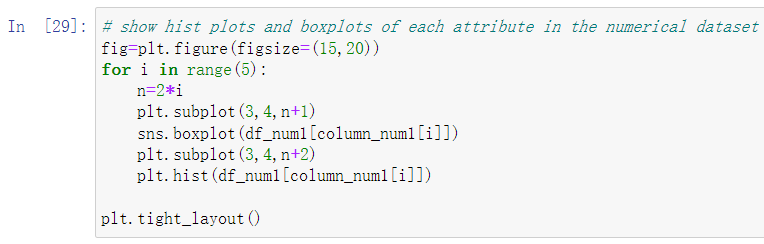 In [29]: # show hist plots and boxplots of each attribute in the numerical dataset
fig=plt.figure(figsize=(15,20))
for i in range(5):
    n=2*i
    plt.subplot(3,4,n+1)
    sns.boxplot(df_num1[column_num1[i]])
    plt.subplot(3,4,n+2)
    plt.hist(df_num1[column_num1[i]])

plt.tight_layout()